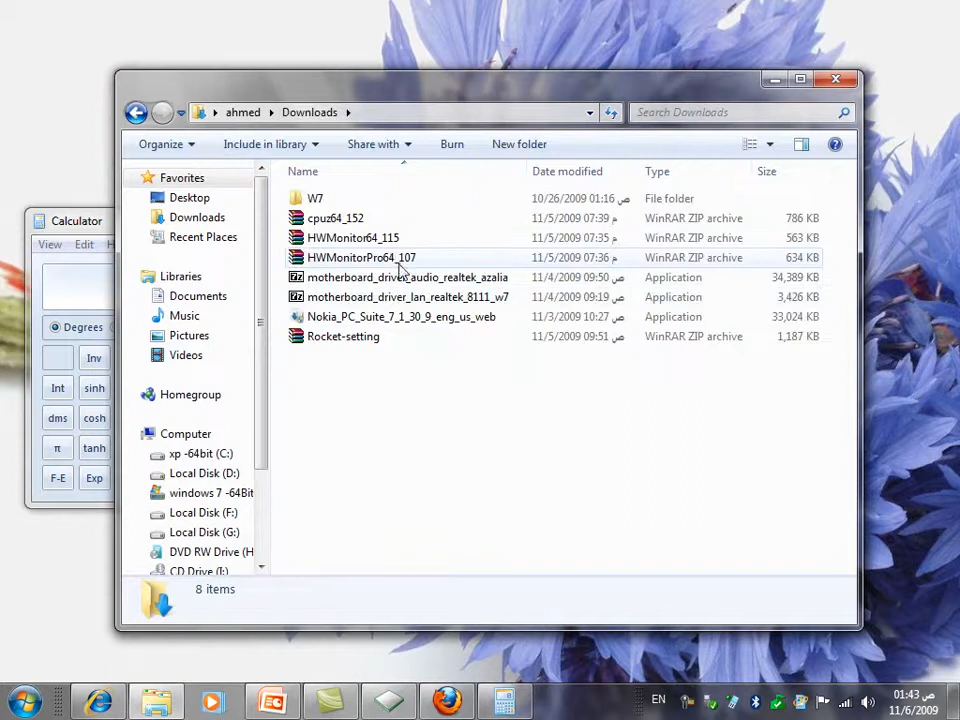 ahmed Downloads
Search Downloads
Organize Include in library Share with Burn New folder
Favorites
Desktop
Downloads
Recent Places
Libraries
Documents
Music
Pictures
Videos
Homegroup
Computer
xp -64bit (C:)
Local Disk (D:)
windows 7 -64Bit
Local Disk (F:)
Local Disk (G:)
DVD RW Drive (H
CD Drive (I:)
Name Date modified Type Size
W7 10/26/2009 01:16 ص File folder
cpuz64_152 11/5/2009 07:39 م WinRAR ZIP archive 786 KB
HWMonitor64_115 11/5/2009 07:35 م WinRAR ZIP archive 563 KB
HWMonitorPro64_107 11/5/2009 07:36 م WinRAR ZIP archive 634 KB
motherboard_driver_audio_realtek_azalia 11/4/2009 09:50 ص Application 34,389 KB
motherboard_driver_lan_realtek_8111_w7 11/4/2009 09:19 ص Application 3,426 KB
Nokia_PC_Suite_7_1_30_9_eng_us_web 11/3/2009 10:27 ص Application 33,024 KB
Rocket-setting 11/5/2009 09:51 م WinRAR ZIP archive 1,187 KB
8 items
Calculator
View Edit
Degrees
Inv
Int sinh
dms cosh
π tanh
F-E Exp
EN
01:43 ص
11/6/2009